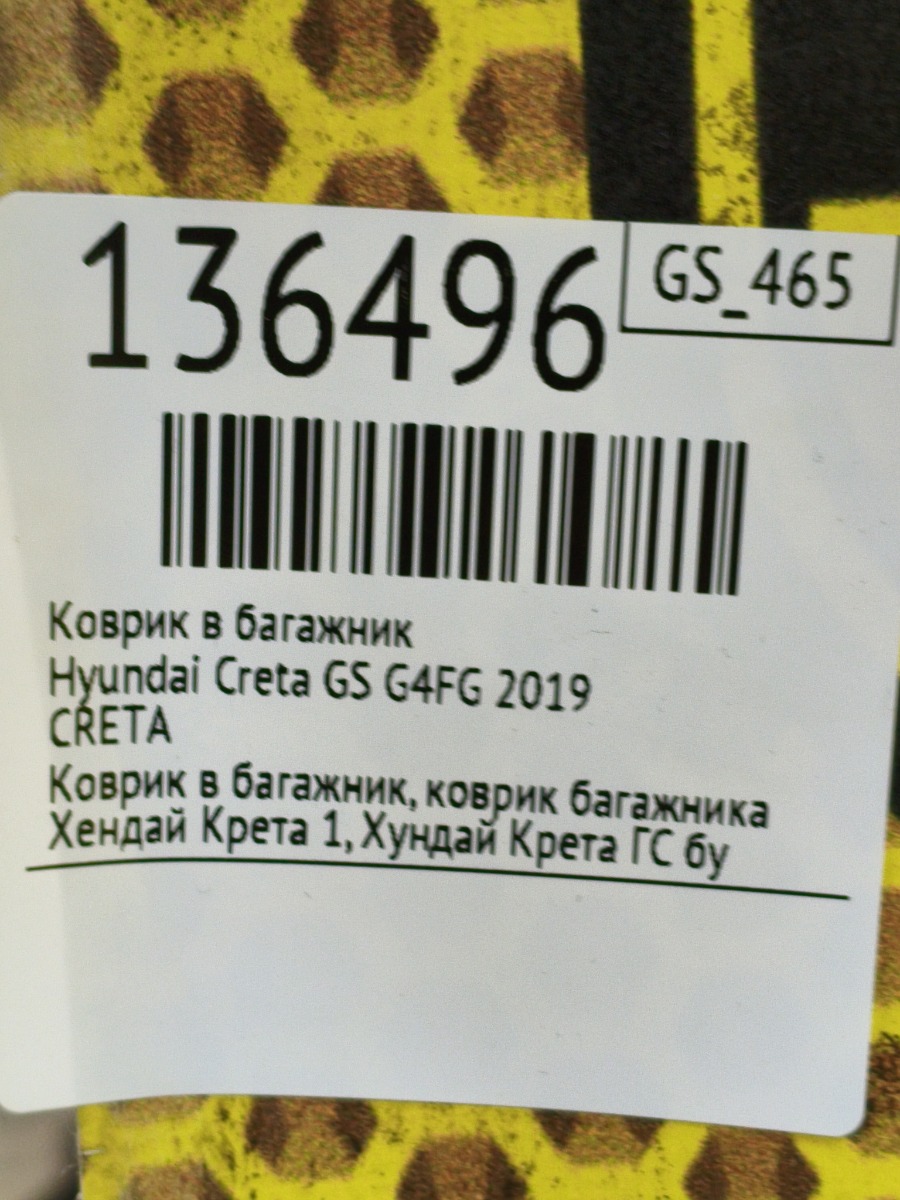 136496
GS_465
Коврик в багажник
Hyundai Creta GS G4FG 2019
CRETA
Коврик в багажник, коврик багажника
Хендай Крета 1, Хундай Крета ГС бу